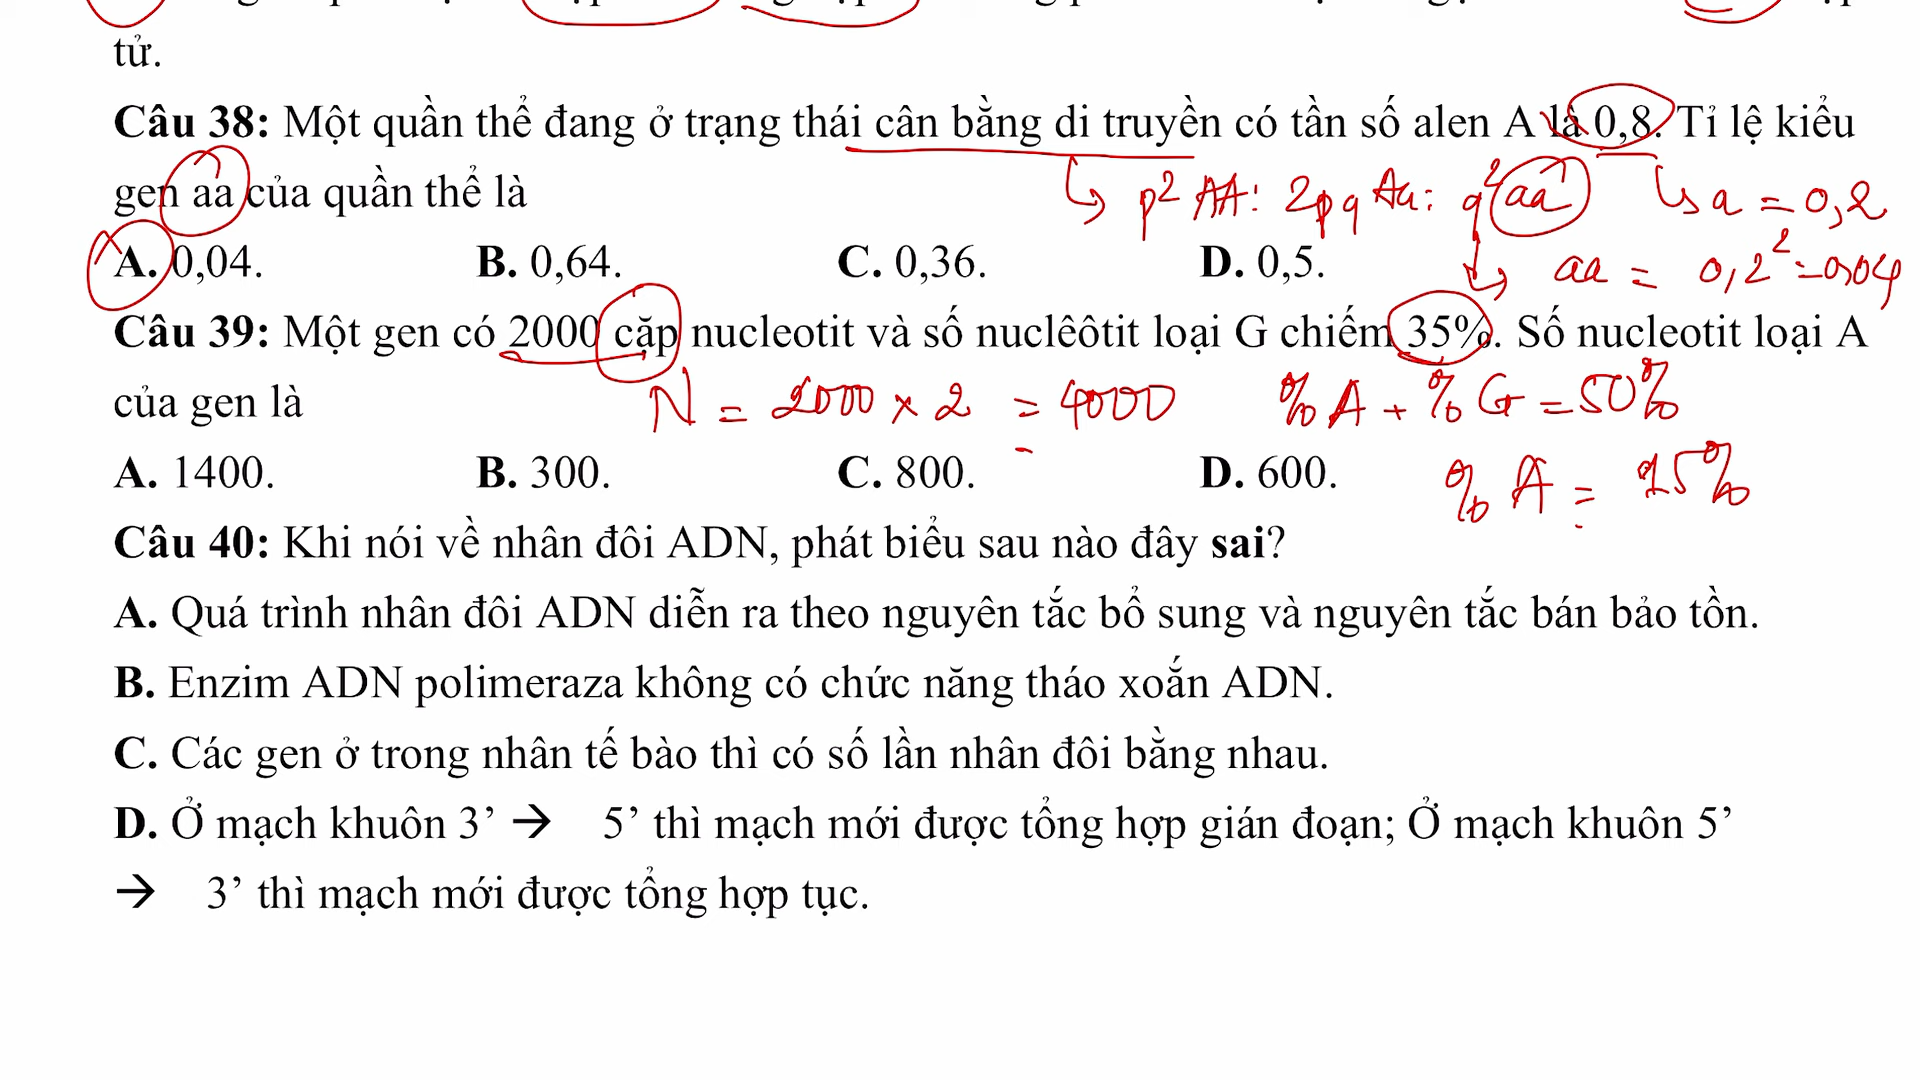 tử.
Câu 38: Một quần thể đang ở trạng thái cân bằng di truyền có tần số alen A là 0,8. Tỉ lệ kiểu
gen aa của quần thể là
p² AA: 2pq Aa: q² aa
a = 0,2
A. 0,04. B. 0,64. C. 0,36. D. 0,5.
aa = 0,2² = 0,04
Câu 39: Một gen có 2000 cặp nucleotit và số nuclêôtit loại G chiếm 35%. Số nucleotit loại A
của gen là
N = 2000 × 2 = 4000
%A + %G = 50%
A. 1400. B. 300. C. 800. D. 600.
%A = 15%
Câu 40: Khi nói về nhân đôi ADN, phát biểu sau nào đây sai?
A. Quá trình nhân đôi ADN diễn ra theo nguyên tắc bổ sung và nguyên tắc bán bảo tồn.
B. Enzim ADN polimeraza không có chức năng tháo xoắn ADN.
C. Các gen ở trong nhân tế bào thì có số lần nhân đôi bằng nhau.
D. Ở mạch khuôn 3’ → 5’ thì mạch mới được tổng hợp gián đoạn; Ở mạch khuôn 5’
→ 3’ thì mạch mới được tổng hợp tục.